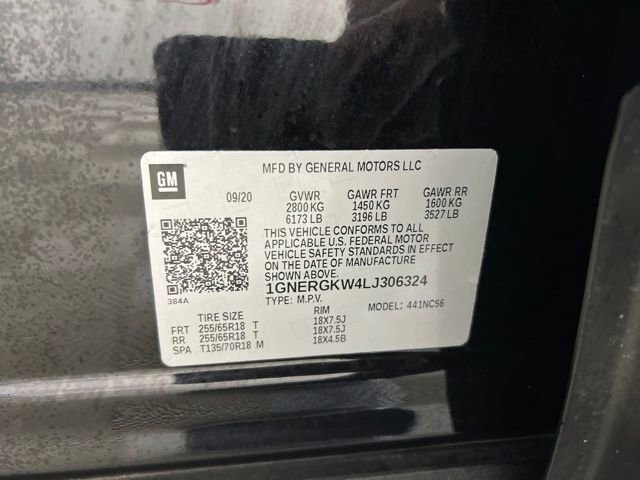 GM
MFD BY GENERAL MOTORS LLC
09/20 GVWR GAWR FRT GAWR RR
2800 KG 1450 KG 1600 KG
6173 LB 3196 LB 3527 LB
THIS VEHICLE CONFORMS TO ALL
APPLICABLE U.S. FEDERAL MOTOR
VEHICLE SAFETY STANDARDS IN EFFECT
ON THE DATE OF MANUFACTURE
SHOWN ABOVE.
384A
1GNERGKW4LJ306324
TYPE: M.P.V. MODEL: 441NC56
TIRE SIZE RIM
FRT 255/65R18 T 18X7.5J
RR 255/65R18 T 18X7.5J
SPA T135/70R18 M 18X4.5B